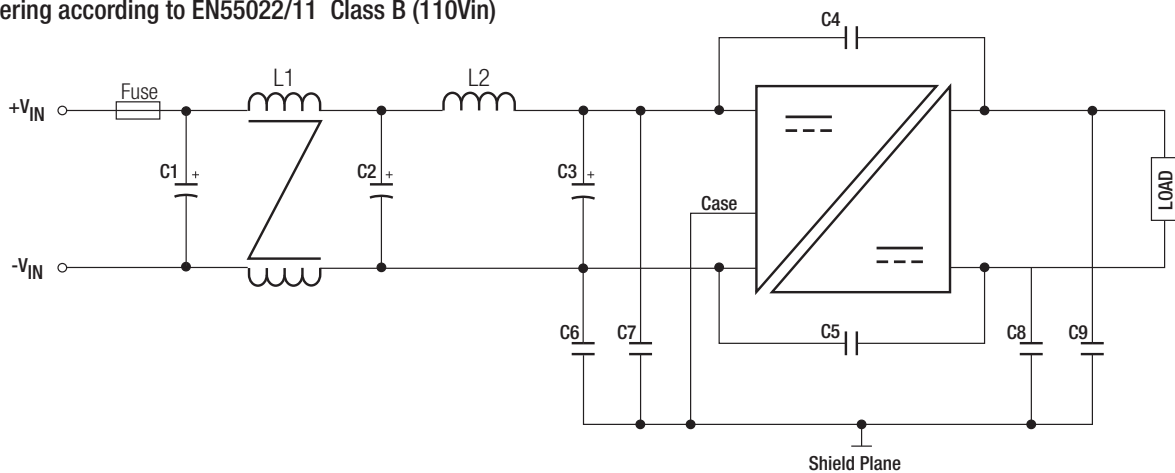 ering according to EN55022/11 Class B (110Vin)
C4
L1
L2
Fuse
+VIN
C1 +
C2 +
C3 +
Case
LOAD
-VIN
C6
C7
C5
C8
C9
Shield Plane